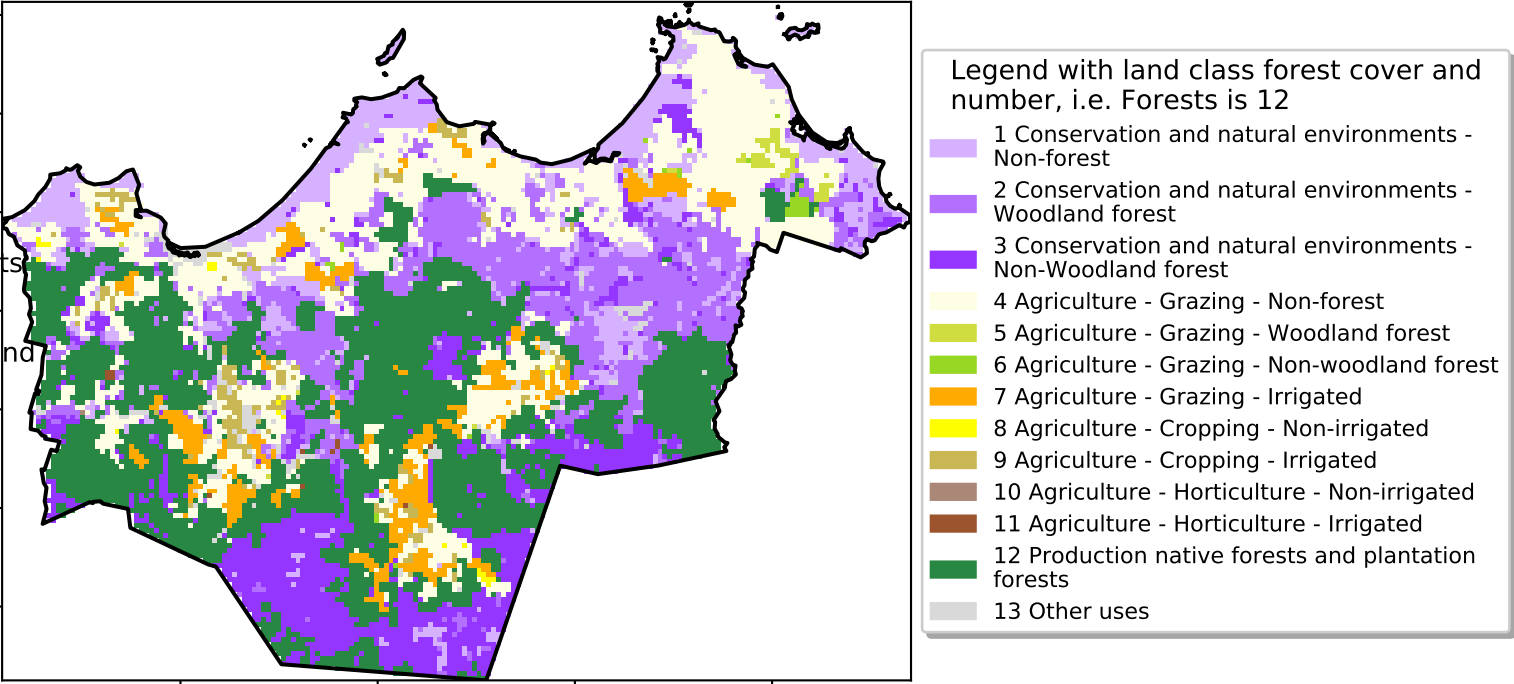 ts
nd
Legend with land class forest cover and
number, i.e. Forests is 12
1 Conservation and natural environments -
Non-forest
2 Conservation and natural environments -
Woodland forest
3 Conservation and natural environments -
Non-Woodland forest
4 Agriculture - Grazing - Non-forest
5 Agriculture - Grazing - Woodland forest
6 Agriculture - Grazing - Non-woodland forest
7 Agriculture - Grazing - Irrigated
8 Agriculture - Cropping - Non-irrigated
9 Agriculture - Cropping - Irrigated
10 Agriculture - Horticulture - Non-irrigated
11 Agriculture - Horticulture - Irrigated
12 Production native forests and plantation
forests
13 Other uses